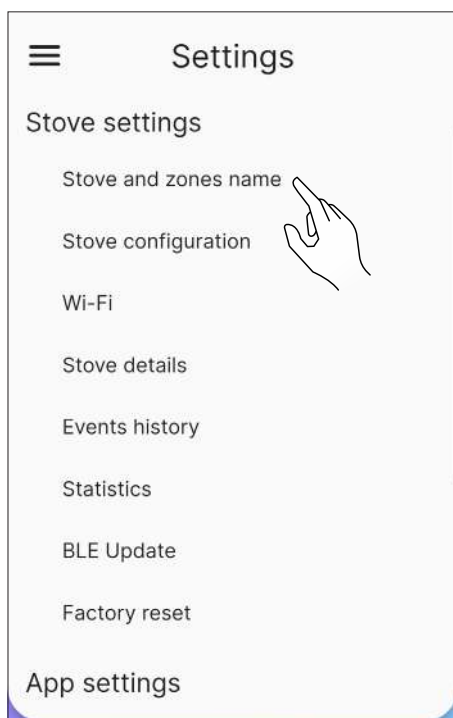 Settings
Stove settings
Stove and zones name
Stove configuration
Wi-Fi
Stove details
Events history
Statistics
BLE Update
Factory reset
App settings